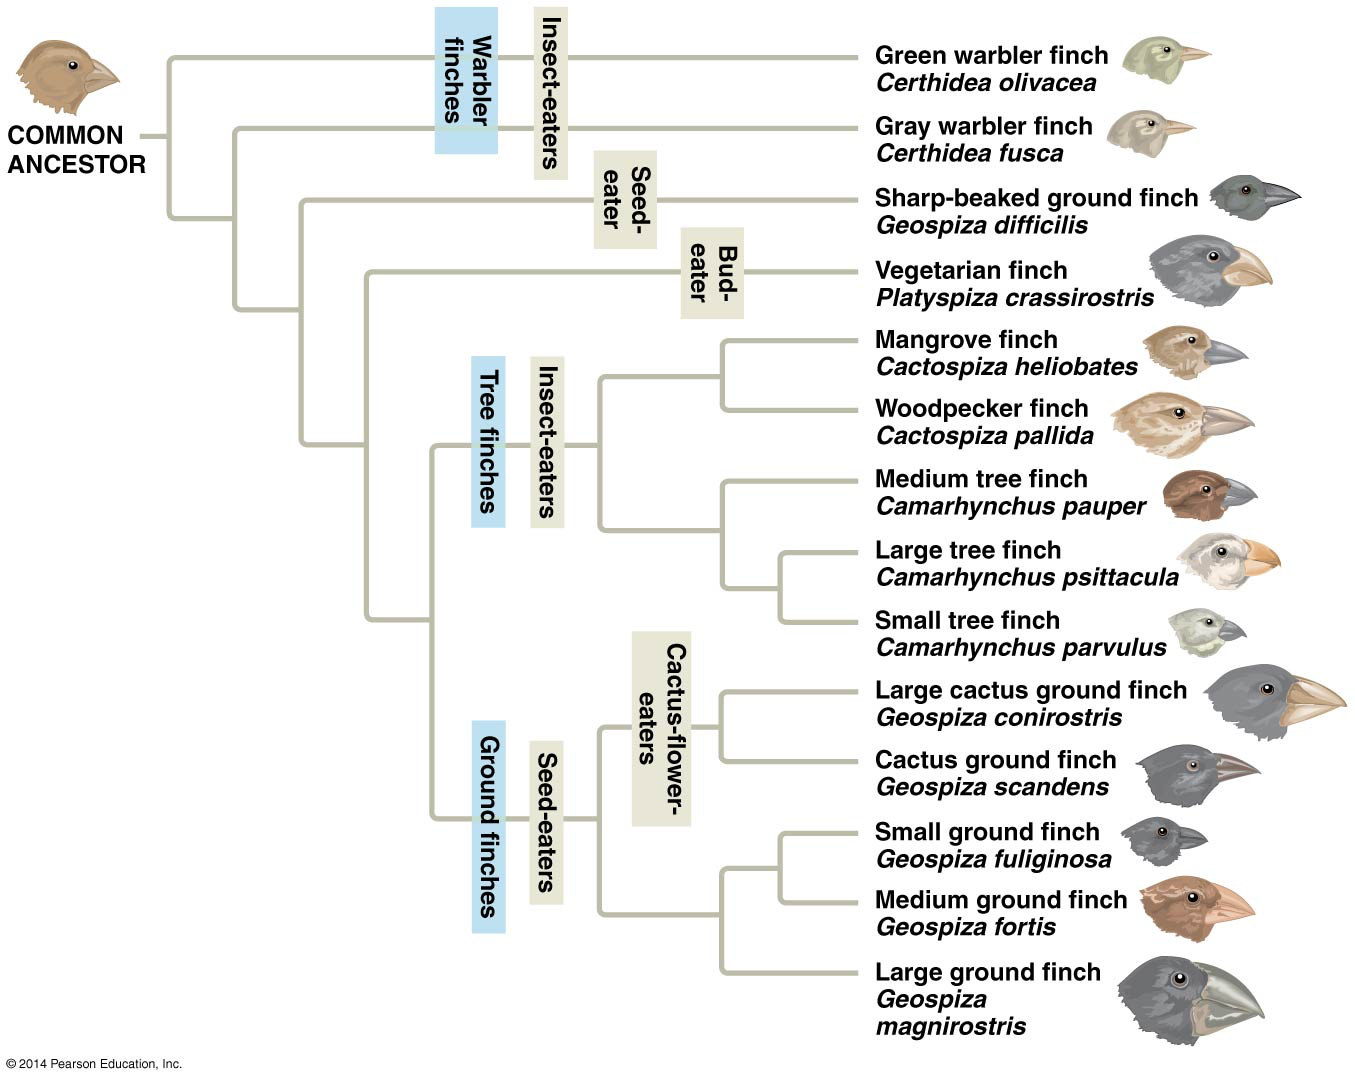 COMMON
ANCESTOR
Warbler
finches
Insect-eaters
Green warbler finch
Certhidea olivacea
Gray warbler finch
Certhidea fusca
Seed-
eater
Sharp-beaked ground finch
Geospiza difficilis
Bud-
eater
Vegetarian finch
Platyspiza crassirostris
Tree finches
Insect-eaters
Mangrove finch
Cactospiza heliobates
Woodpecker finch
Cactospiza pallida
Medium tree finch
Camarhynchus pauper
Large tree finch
Camarhynchus psittacula
Small tree finch
Camarhynchus parvulus
Ground finches
Seed-eaters
Cactus-flower-
eaters
Large cactus ground finch
Geospiza conirostris
Cactus ground finch
Geospiza scandens
Small ground finch
Geospiza fuliginosa
Medium ground finch
Geospiza fortis
Large ground finch
Geospiza
magnirostris
© 2014 Pearson Education, Inc.